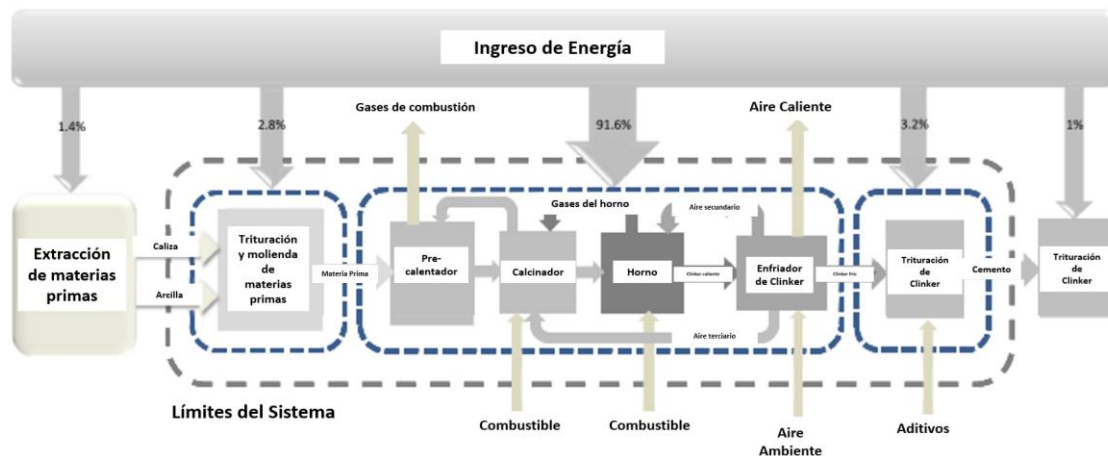 Ingreso de Energía
1.4%
2.8%
Gases de combustión
91.6%
Aire Caliente
3.2%
1%
Extracción
de materias
primas
Caliza
Arcilla
Trituración
y molienda
de
materias
primas
Materia Prima
Pre-
calentador
Gases del horno
Calcinador
Horno
Aire secundario
Clinker caliente
Enfriador
de Clinker
Aire terciario
Clinker frío
Trituración
de
Clinker
Cemento
Trituración
de
Clinker
Límites del Sistema
Combustible
Combustible
Aire
Ambiente
Aditivos